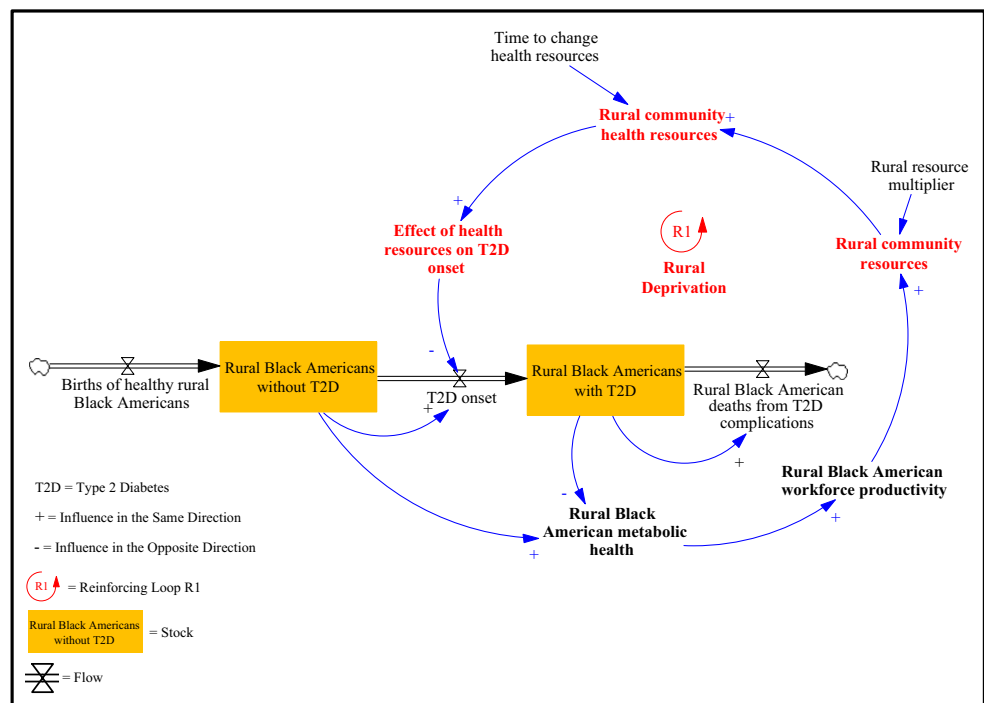 Time to change
health resources
Rural community
health resources
+
Rural resource
multiplier
+
Effect of health
resources on T2D
onset
R1
Rural
Deprivation
Rural community
resources
+
-
Births of healthy rural
Black Americans
Rural Black Americans
without T2D
T2D onset
+
Rural Black Americans
with T2D
Rural Black American
deaths from T2D
complications
+
Rural Black American
workforce productivity
+
-
Rural Black
American metabolic
health
+
T2D = Type 2 Diabetes
+ = Influence in the Same Direction
- = Influence in the Opposite Direction
R1 = Reinforcing Loop R1
Rural Black Americans
without T2D
= Stock
= Flow